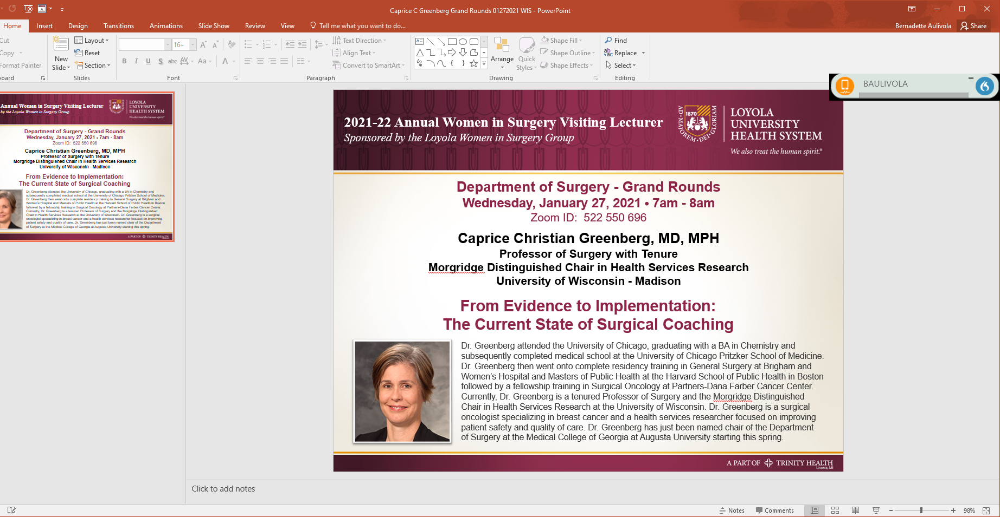 Caprice C Greenberg Grand Rounds 01272021 WIS - PowerPoint
Home Insert Design Transitions Animations Slide Show Review View Tell me what you want to do...
Bernadette Aulivola Share
Cut
Copy
Format Painter
New
Slide
Layout
Reset
Section
Slides
16+
B I U S abc AV Aa A
Font
Text Direction
Align Text
Convert to SmartArt
Paragraph
Arrange
Quick
Styles
Shape Fill
Shape Outline
Shape Effects
Drawing
Find
Replace
Select
Editing
BAULIVOLA
Annual Women in Surgery Visiting Lecturer
by the Loyola Women in Surgery Group
LOYOLA
UNIVERSITY
HEALTH SYSTEM
We also treat the human spirit.®
Department of Surgery - Grand Rounds
Wednesday, January 27, 2021 • 7am - 8am
Zoom ID: 522 550 696
Caprice Christian Greenberg, MD, MPH
Professor of Surgery with Tenure
Morgridge Distinguished Chair in Health Services Research
University of Wisconsin - Madison
From Evidence to Implementation:
The Current State of Surgical Coaching
Dr. Greenberg attended the University of Chicago, graduating with a BA in Chemistry and
subsequently completed medical school at the University of Chicago Pritzker School of Medicine.
Dr. Greenberg then went onto complete residency training in General Surgery at Brigham and
Women's Hospital and Masters of Public Health at the Harvard School of Public Health in Boston
followed by a fellowship training in Surgical Oncology at Partners-Dana Farber Cancer Center.
Currently, Dr. Greenberg is a tenured Professor of Surgery and the Morgridge Distinguished
Chair in Health Services Research at the University of Wisconsin. Dr. Greenberg is a surgical
oncologist specializing in breast cancer and a health services researcher focused on improving
patient safety and quality of care. Dr. Greenberg has just been named chair of the Department
of Surgery at the Medical College of Georgia at Augusta University starting this spring.
A PART OF TRINITY HEALTH
2021-22 Annual Women in Surgery Visiting Lecturer
Sponsored by the Loyola Women in Surgery Group
AD·MAJOREM·DEI·GLORIAM
1870
LOYOLA
UNIVERSITY
HEALTH SYSTEM
We also treat the human spirit.®
Department of Surgery - Grand Rounds
Wednesday, January 27, 2021 • 7am - 8am
Zoom ID: 522 550 696
Caprice Christian Greenberg, MD, MPH
Professor of Surgery with Tenure
Morgridge Distinguished Chair in Health Services Research
University of Wisconsin - Madison
From Evidence to Implementation:
The Current State of Surgical Coaching
Dr. Greenberg attended the University of Chicago, graduating with a BA in Chemistry and
subsequently completed medical school at the University of Chicago Pritzker School of Medicine.
Dr. Greenberg then went onto complete residency training in General Surgery at Brigham and
Women's Hospital and Masters of Public Health at the Harvard School of Public Health in Boston
followed by a fellowship training in Surgical Oncology at Partners-Dana Farber Cancer Center.
Currently, Dr. Greenberg is a tenured Professor of Surgery and the Morgridge Distinguished
Chair in Health Services Research at the University of Wisconsin. Dr. Greenberg is a surgical
oncologist specializing in breast cancer and a health services researcher focused on improving
patient safety and quality of care. Dr. Greenberg has just been named chair of the Department
of Surgery at the Medical College of Georgia at Augusta University starting this spring.
A PART OF TRINITY HEALTH
Livonia, MI
Click to add notes
Notes Comments 98%